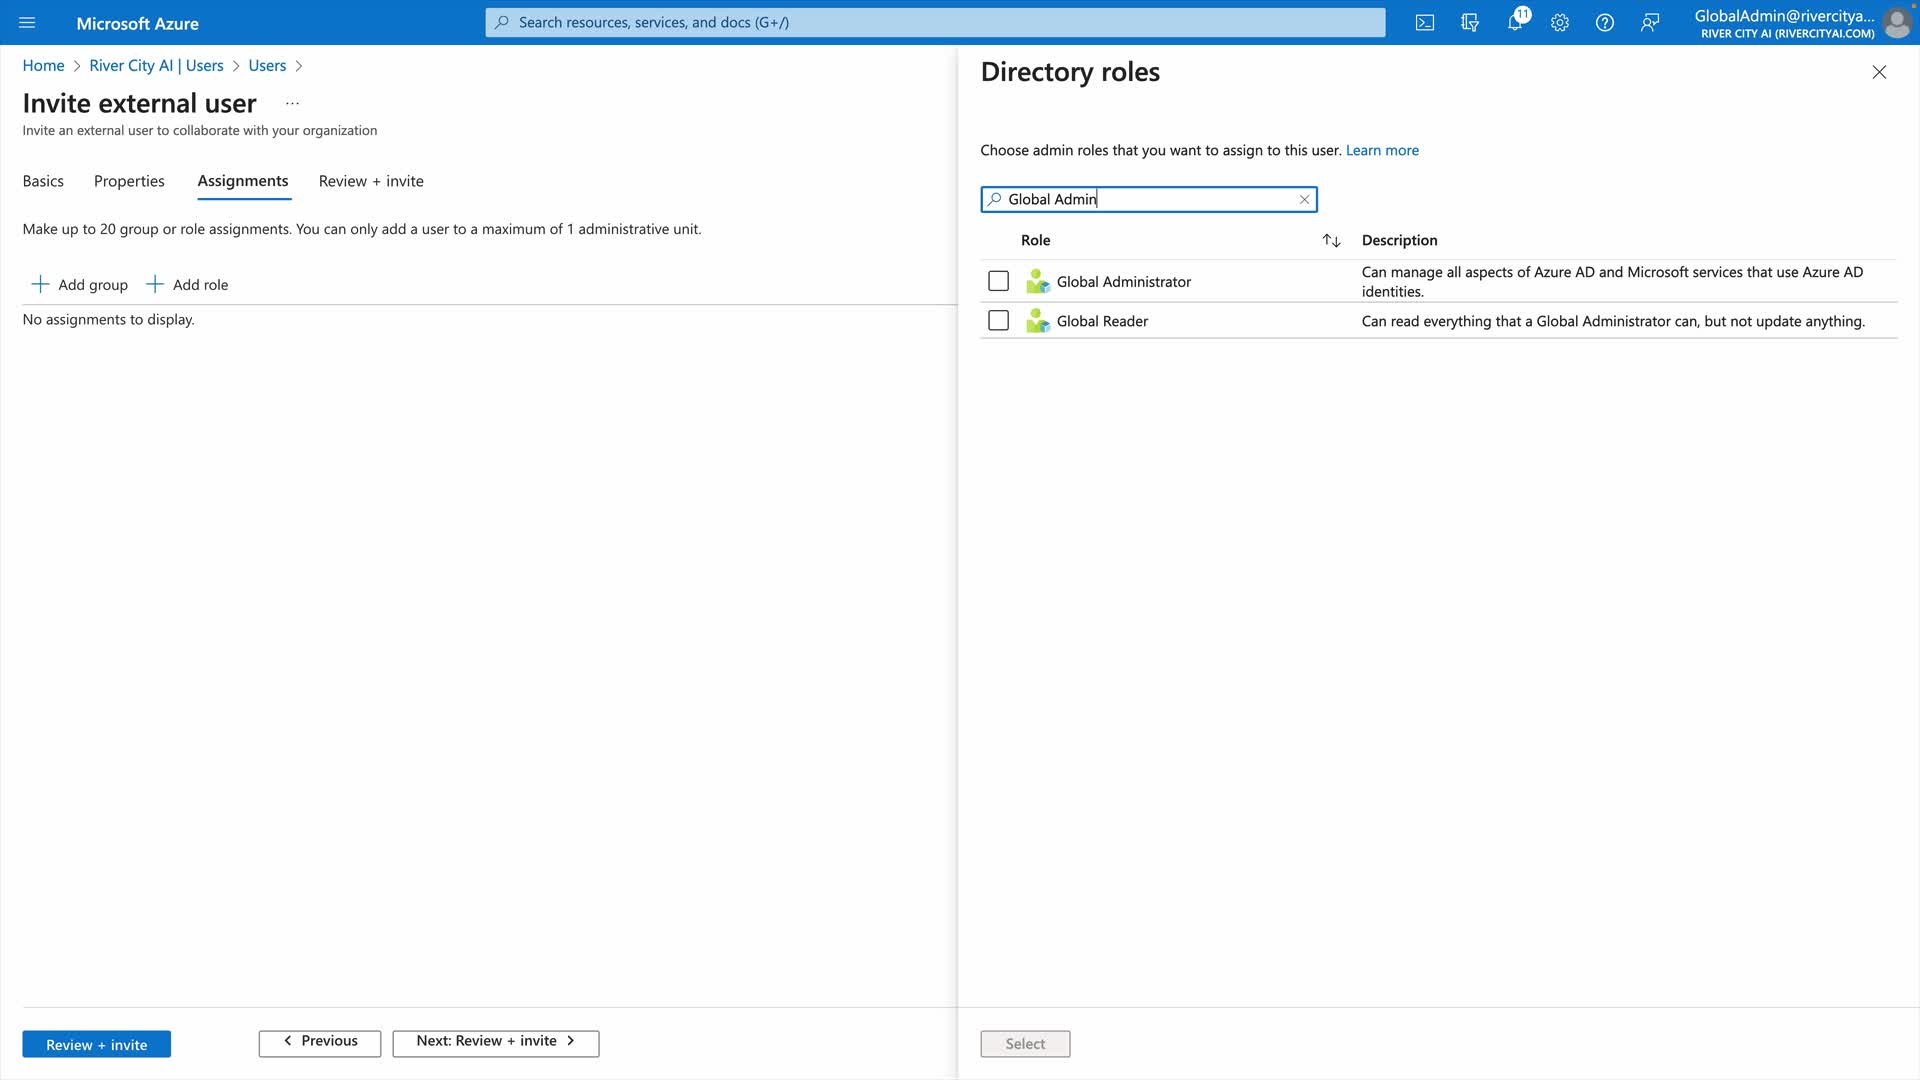 Microsoft Azure
Search resources, services, and docs (G+/)
11
GlobalAdmin@rivercitya...
RIVER CITY AI (RIVERCITYAI.COM)
Home > River City AI | Users > Users >
Invite external user ...
Invite an external user to collaborate with your organization
Basics Properties Assignments Review + invite
Make up to 20 group or role assignments. You can only add a user to a maximum of 1 administrative unit.
Add group Add role
No assignments to display.
Review + invite
Previous
Next: Review + invite
Directory roles
Choose admin roles that you want to assign to this user. Learn more
Global Admin
Role Description
Global Administrator Can manage all aspects of Azure AD and Microsoft services that use Azure AD
identities.
Global Reader Can read everything that a Global Administrator can, but not update anything.
Select